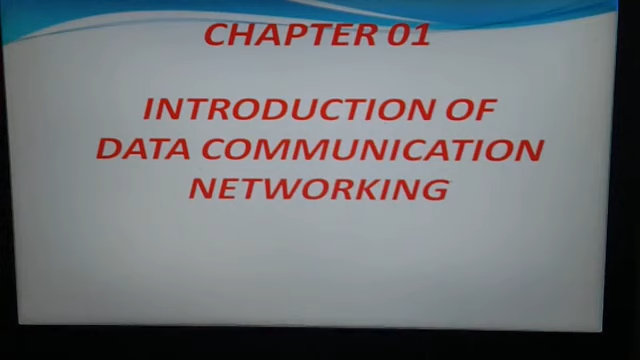 CHAPTER 01
INTRODUCTION OF
DATA COMMUNICATION
NETWORKING